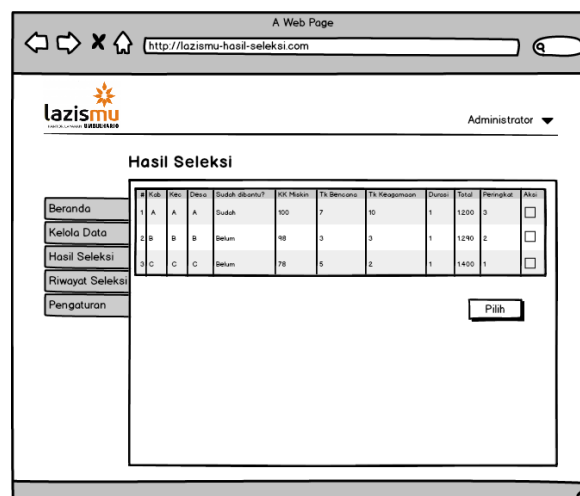 A Web Page
http://lazismu-hasil-seleksi.com
lazismu
Administrator
Hasil Seleksi
Beranda
Kelola Data
Hasil Seleksi
Riwayat Seleksi
Pengaturan
# Kab Kec Desa Sudah dibantu? KK Miskin Tk Bencana Tk Keagamaan Durasi Total Peringkat Aksi
1 A A A Sudah 100 7 10 1 1200 3
2 B B B Belum 98 3 3 1 1290 2
3 C C C Belum 78 5 2 1 1400 1
Pilih